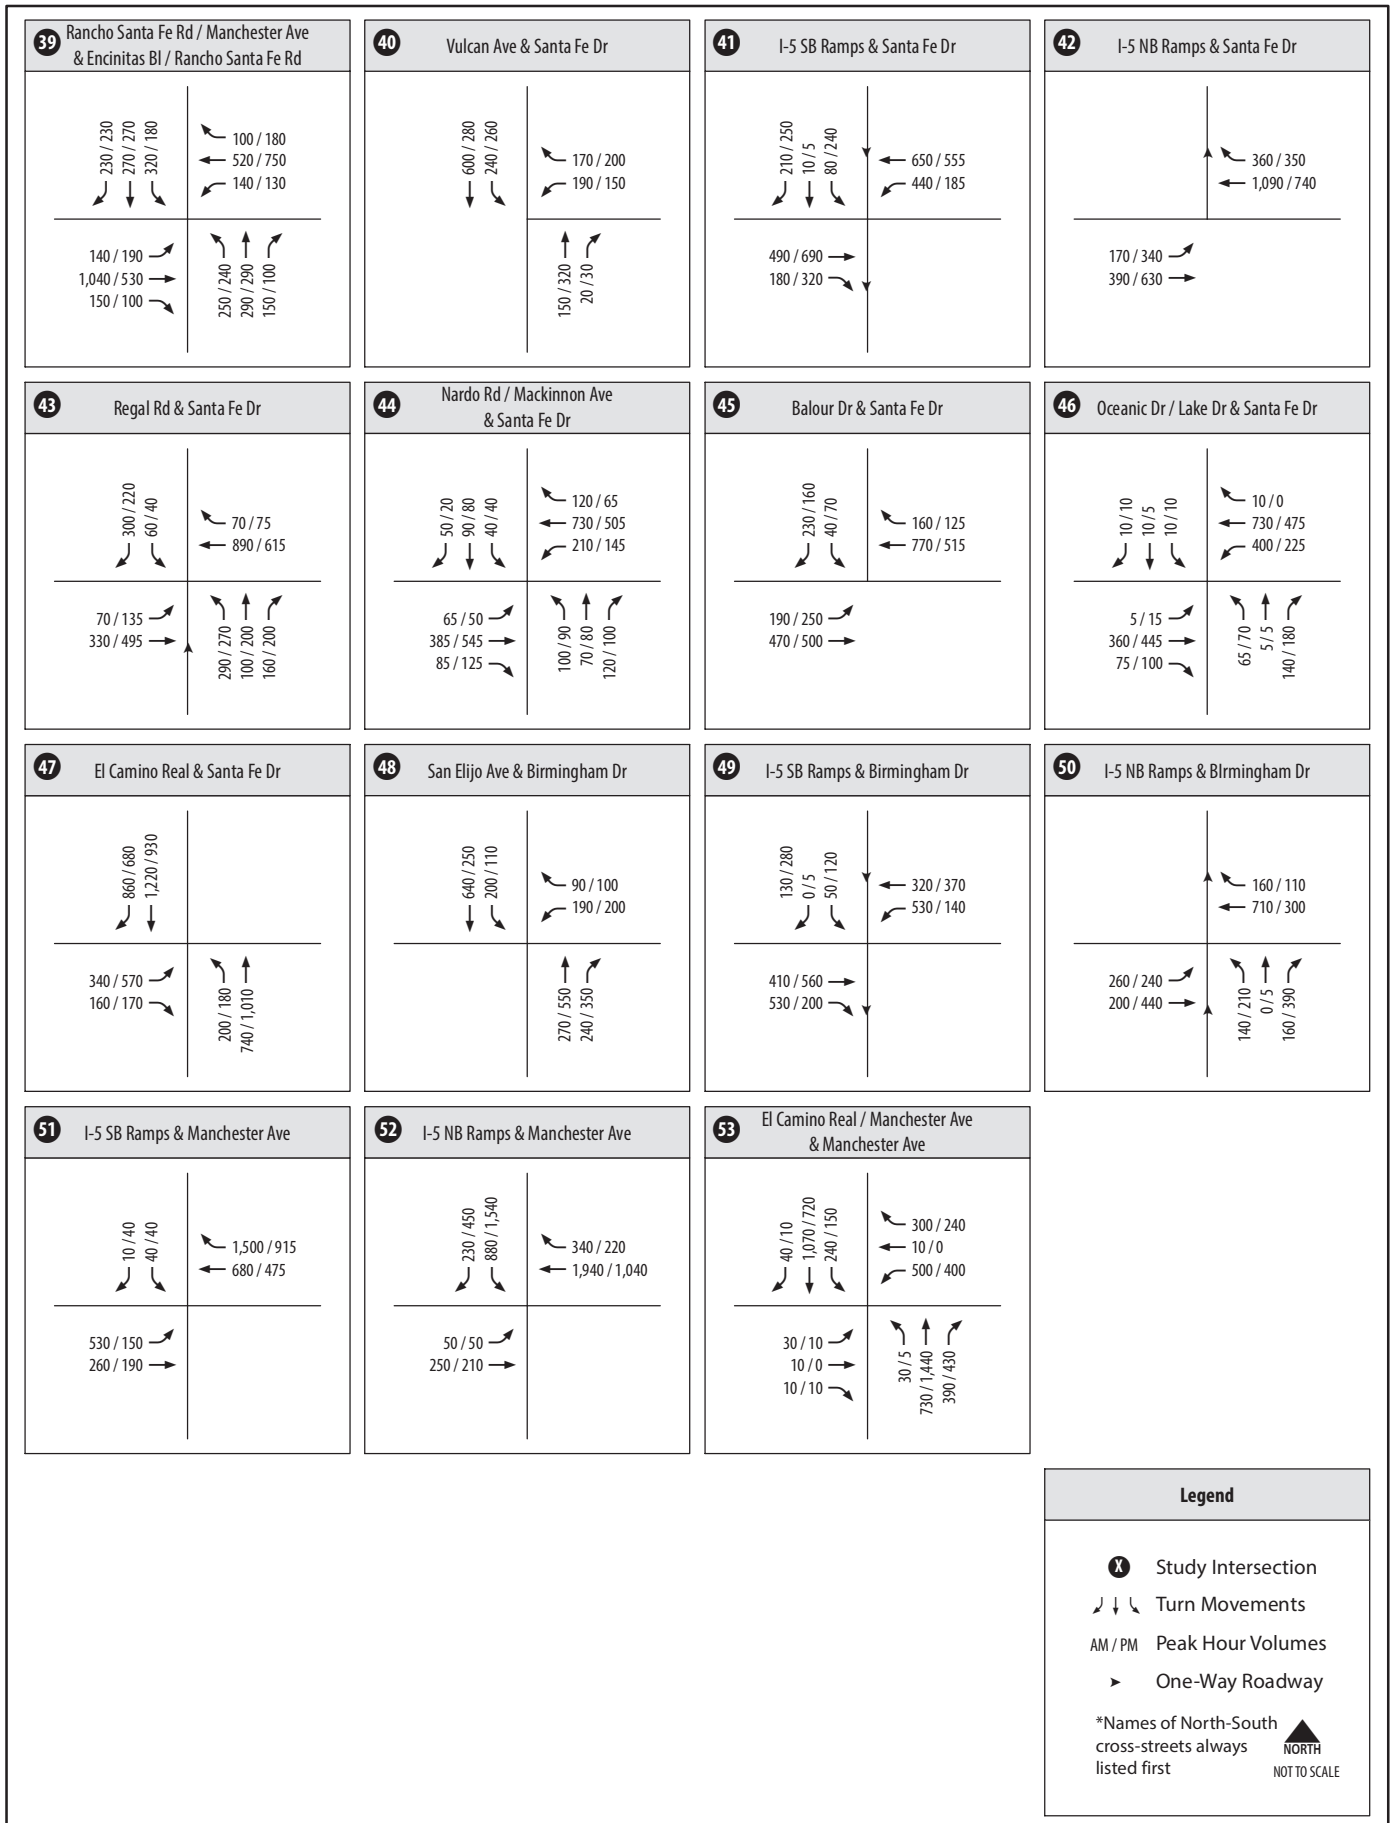 39
Rancho Santa Fe Rd / Manchester Ave
& Encinitas Bl / Rancho Santa Fe Rd
230 / 230
270 / 270
320 / 180
100 / 180
520 / 750
140 / 130
140 / 190
1,040 / 530
150 / 100
250 / 240
290 / 290
150 / 100
40
Vulcan Ave & Santa Fe Dr
600 / 280
240 / 260
170 / 200
190 / 150
150 / 320
20 / 30
41
I-5 SB Ramps & Santa Fe Dr
210 / 250
10 / 5
80 / 240
650 / 555
440 / 185
490 / 690
180 / 320
42
I-5 NB Ramps & Santa Fe Dr
360 / 350
1,090 / 740
170 / 340
390 / 630
43
Regal Rd & Santa Fe Dr
300 / 220
60 / 40
70 / 75
890 / 615
70 / 135
330 / 495
290 / 270
100 / 200
160 / 200
44
Nardo Rd / Mackinnon Ave
& Santa Fe Dr
50 / 20
90 / 80
40 / 40
120 / 65
730 / 505
210 / 145
65 / 50
385 / 545
85 / 125
100 / 90
70 / 80
120 / 100
45
Balour Dr & Santa Fe Dr
230 / 160
40 / 70
160 / 125
770 / 515
190 / 250
470 / 500
46
Oceanic Dr / Lake Dr & Santa Fe Dr
10 / 10
10 / 5
10 / 10
10 / 0
730 / 475
400 / 225
5 / 15
360 / 445
75 / 100
65 / 70
5 / 5
140 / 180
47
El Camino Real & Santa Fe Dr
860 / 680
1,220 / 930
340 / 570
160 / 170
200 / 180
740 / 1,010
48
San Elijo Ave & Birmingham Dr
640 / 250
200 / 110
90 / 100
190 / 200
270 / 550
240 / 350
49
I-5 SB Ramps & Birmingham Dr
130 / 280
0 / 5
50 / 120
320 / 370
530 / 140
410 / 560
530 / 200
50
I-5 NB Ramps & BIrmingham Dr
160 / 110
710 / 300
260 / 240
200 / 440
140 / 210
0 / 5
160 / 390
51
I-5 SB Ramps & Manchester Ave
10 / 40
40 / 40
1,500 / 915
680 / 475
530 / 150
260 / 190
52
I-5 NB Ramps & Manchester Ave
230 / 450
880 / 1,540
340 / 220
1,940 / 1,040
50 / 50
250 / 210
53
El Camino Real / Manchester Ave
& Manchester Ave
40 / 10
1,070 / 720
240 / 150
300 / 240
10 / 0
500 / 400
30 / 10
10 / 0
10 / 10
30 / 5
730 / 1,440
390 / 430
Legend
X Study Intersection
Turn Movements
AM / PM Peak Hour Volumes
One-Way Roadway
*Names of North-South
cross-streets always
listed first
NORTH
NOT TO SCALE